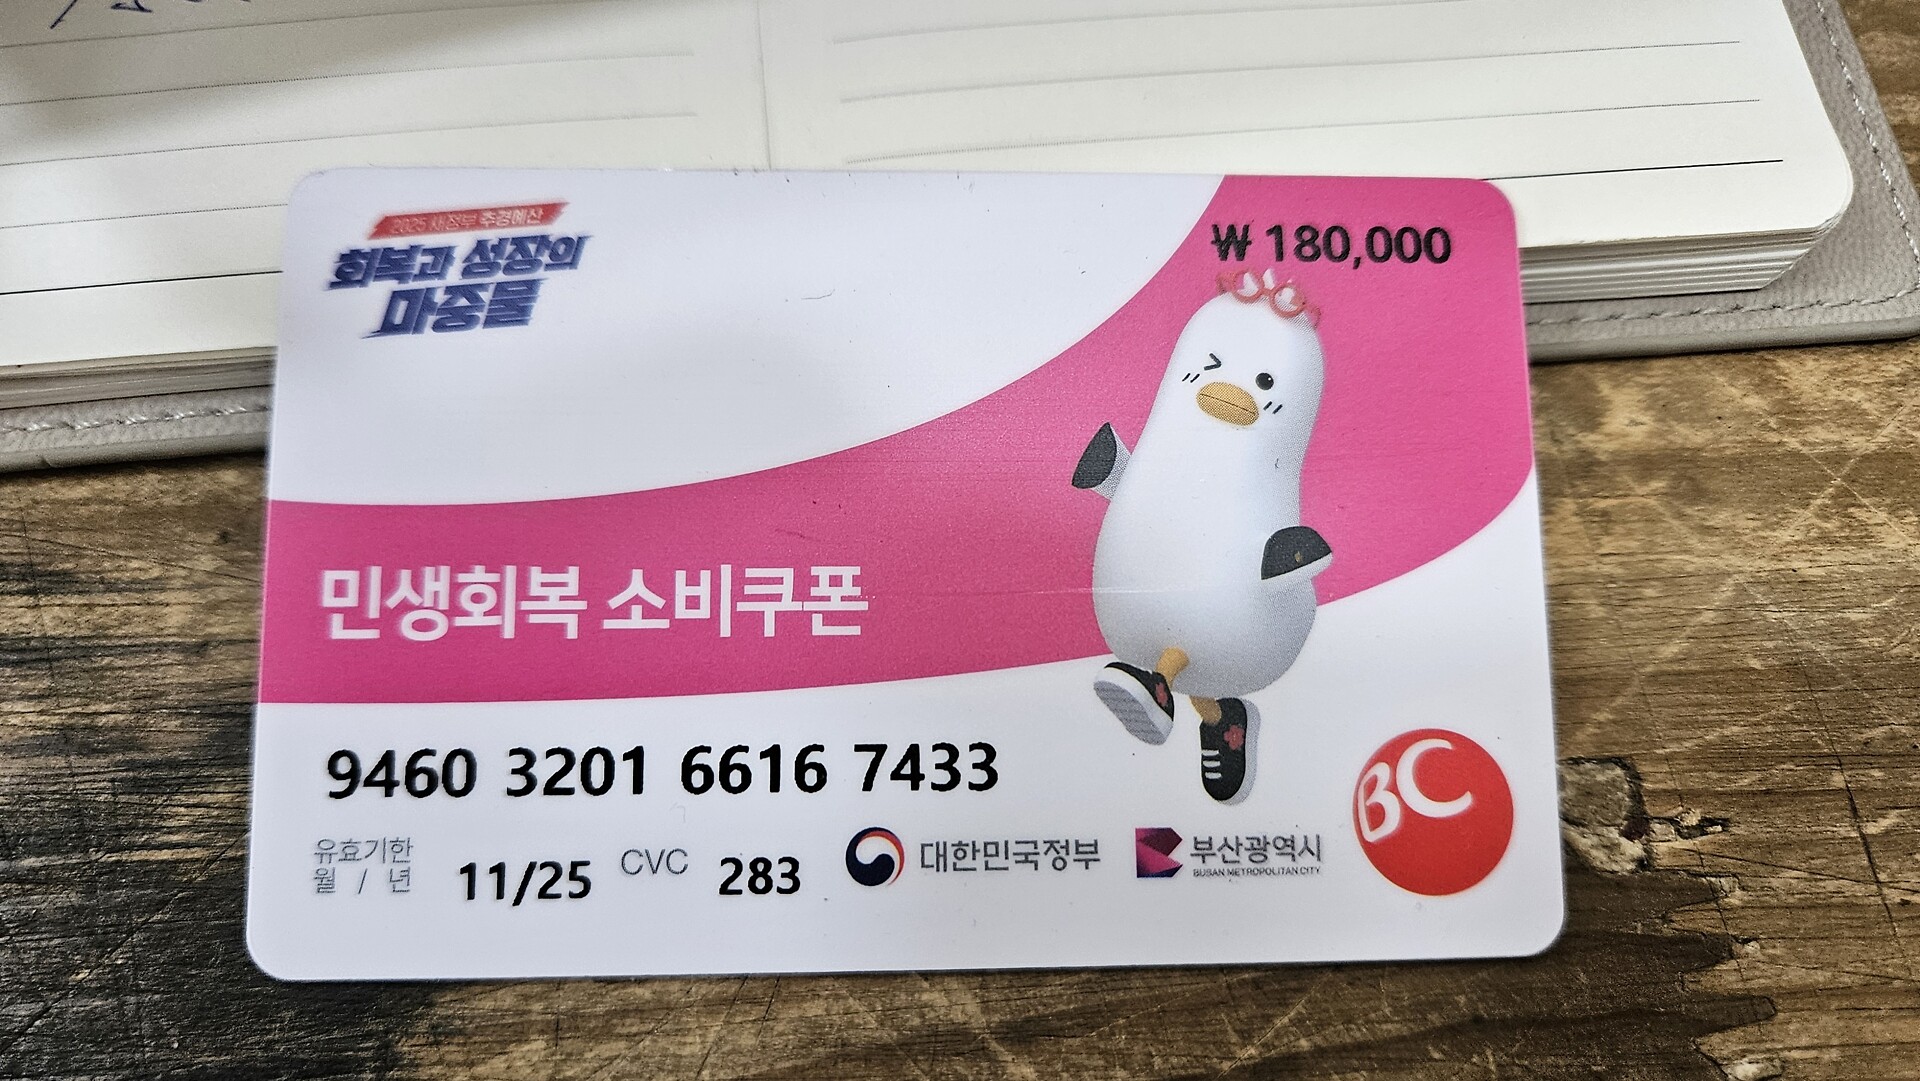 2025 새정부 추경예산
회복과 성장의
마중물
₩ 180,000
민생회복 소비쿠폰
9460 3201 6616 7433
유효기한
월 / 년
11/25
CVC
283
대한민국정부
부산광역시
BUSAN METROPOLITAN CITY
BC